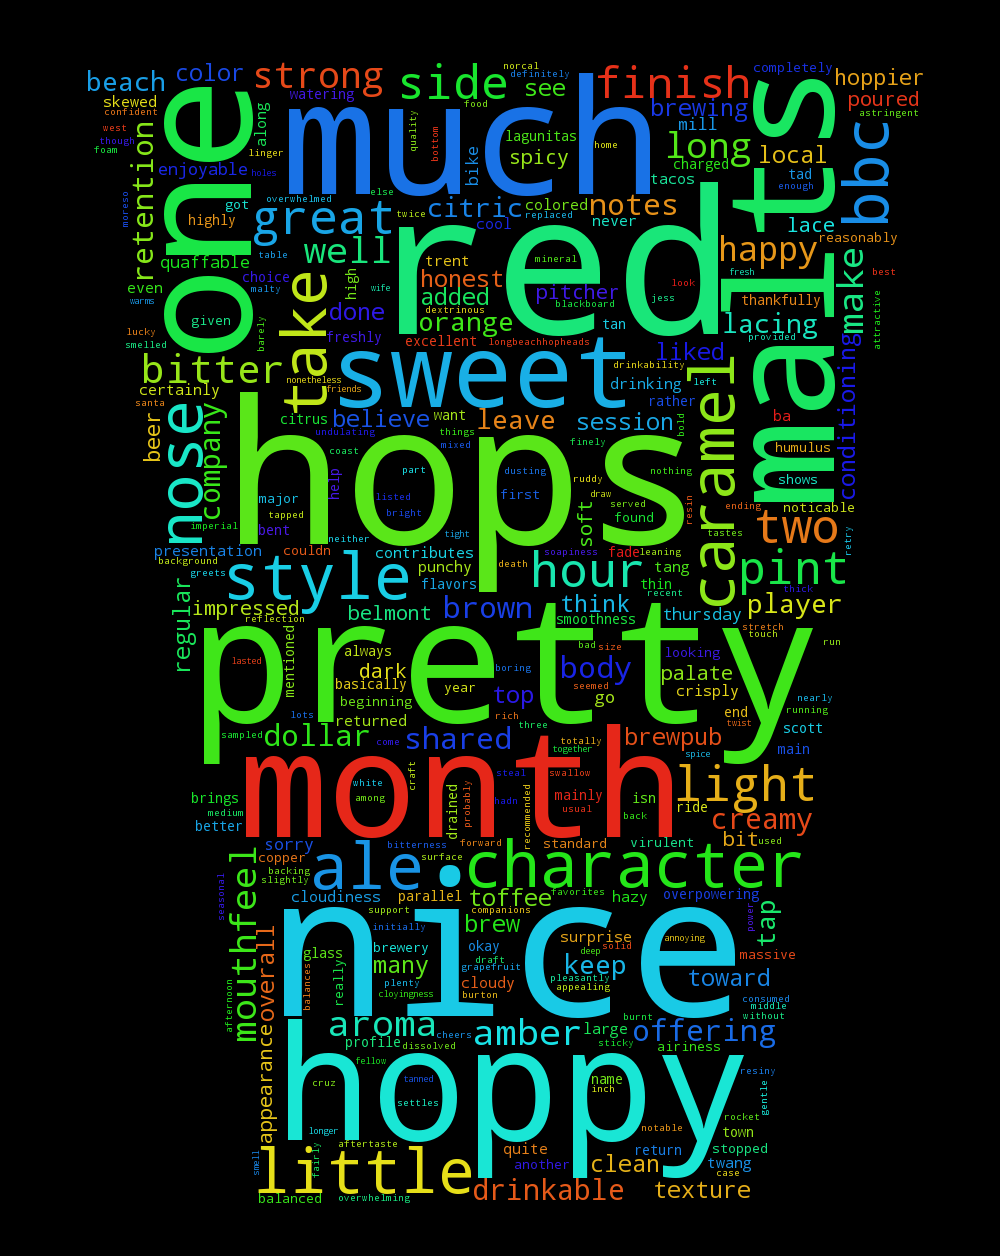 norcal
definitely
completely
beach
color
strong
side
see
finish
hoppier
skewed
watering
food
brewing
poured
confident
along
much
quality
bottom
lagunitas
home
mill
astringent
west
one
though
foam
linger
spicy
long
charged
local
malts
bbc
retention
enjoyable
holes
bike
tacos
tad
enough
moreso
got
overwhelmed
else
citric
colored
notes
highly
great
twice
replaced
cool
never
lace
reasonably
quaffable
table
well
red
happy
even
choice
malty
high
trent
honest
mineral
look
fresh
best
warms
given
take
done
added
dextrinous
pitcher
blackboard
wife
jess
thankfully
make
lucky
smelled
barely
freshly
orange
tan
lacing
provided
attractive
excellent
longbeachhopheads
liked
bitter
sweet
drinkability
nonetheless
friends
certainly
drinking
left
caramel
conditioning
santa
nose
company
beer
citrus
believe
want
leave
session
rather
ba
hops
undulating
things
mixed
finely
bold
humulus
coast
part
dusting
ruddy
nothing
shows
help
major
listed
first
draw
served
resin
ending
noticable
imperial
tapped
bright
soft
found
two
bent
neither
tight
tastes
retry
presentation
couldn
contributes
soapiness
fade
leaning
background
style
punchy
death
hour
tang
pint
greets
flavors
thin
recent
thick
regular
impressed
belmont
brown
think
thursday
player
reflection
smoothness
stretch
touch
pretty
mentioned
always
bad
size
looking
run
lasted
dark
boring
body
palate
basically
year
top
seemed
go
crisply
nearly
beginning
running
lots
returned
rich
three
end
twist
scott
sampled
dollar
come
shared
totally
together
brewpub
spice
main
month
white
craft
steal
swallow
light
brings
among
drained
probably
hadn
recommended
mainly
isn
ride
medium
usual
back
creamy
better
sorry
bitterness
forward
standard
virulent
bit
used
copper
ale
surface
character
backing
slightly
mouthfeel
seasonal
cloudiness
parallel
toffee
favorites
hazy
overpowering
support
companions
nice
tap
power
overall
initially
brew
surprise
solid
annoying
glass
brewery
okay
deep
massive
balances
really
many
draft
grapefruit
keep
pleasantly
toward
plenty
cloudy
appealing
cloyingness
burton
consumed
middle
afternoon
aroma
amber
large
burnt
offering
without
appearance
cheers
profile
dissolved
sticky
airiness
hoppy
fellow
cruz
tanned
name
inch
resiny
gentle
settles
rocket
longer
notable
town
smell
fairly
aftertaste
quite
return
stopped
little
another
clean
twang
case
balanced
overwhelming
drinkable
texture